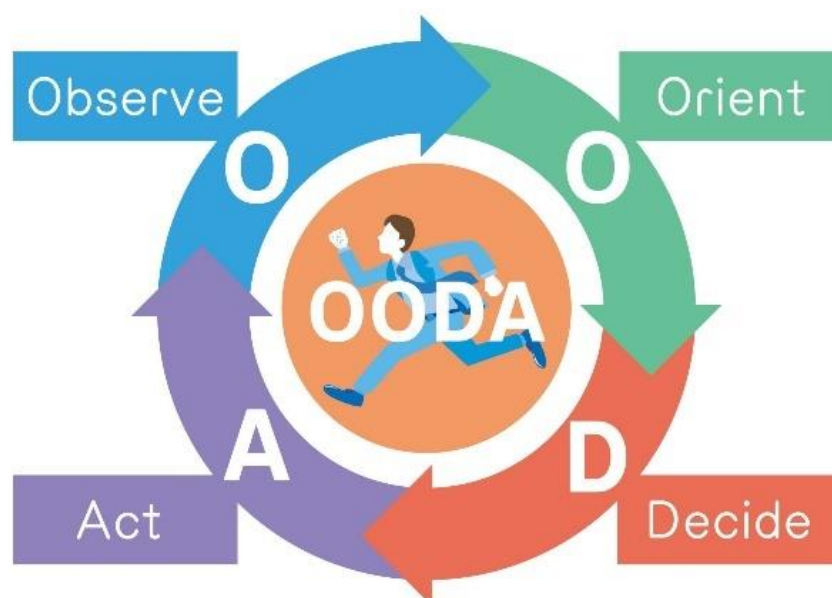 Observe
Orient
O
O
OODA
A
D
Act
Decide